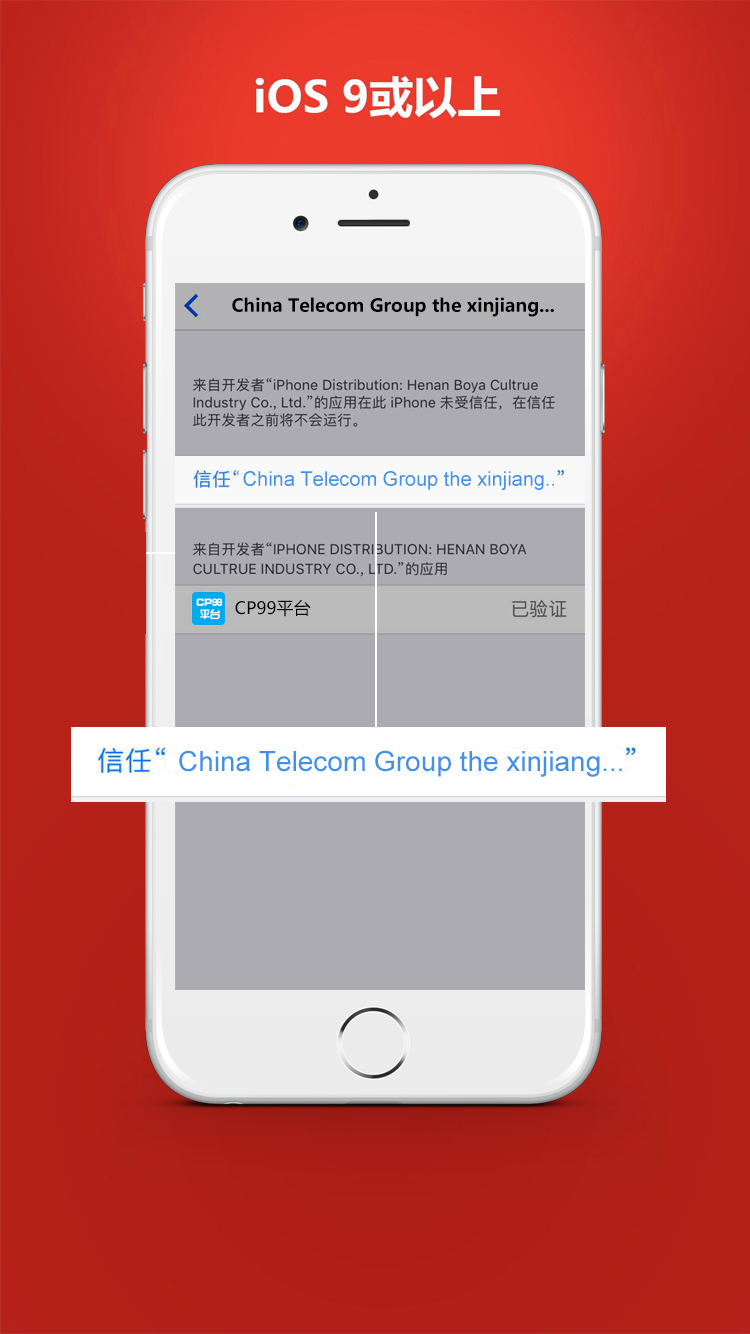 iOS 9或以上
China Telecom Group the xinjiang...
来自开发者“iPhone Distribution: Henan Boya Cultrue
Industry Co., Ltd.”的应用在此 iPhone 未受信任，在信任
此开发者之前将不会运行。
信任“China Telecom Group the xinjiang..”
来自开发者“IPHONE DISTRIBUTION: HENAN BOYA
CULTRUE INDUSTRY CO., LTD.”的应用
CP99
平台
CP99平台
已验证
信任“ China Telecom Group the xinjiang...”